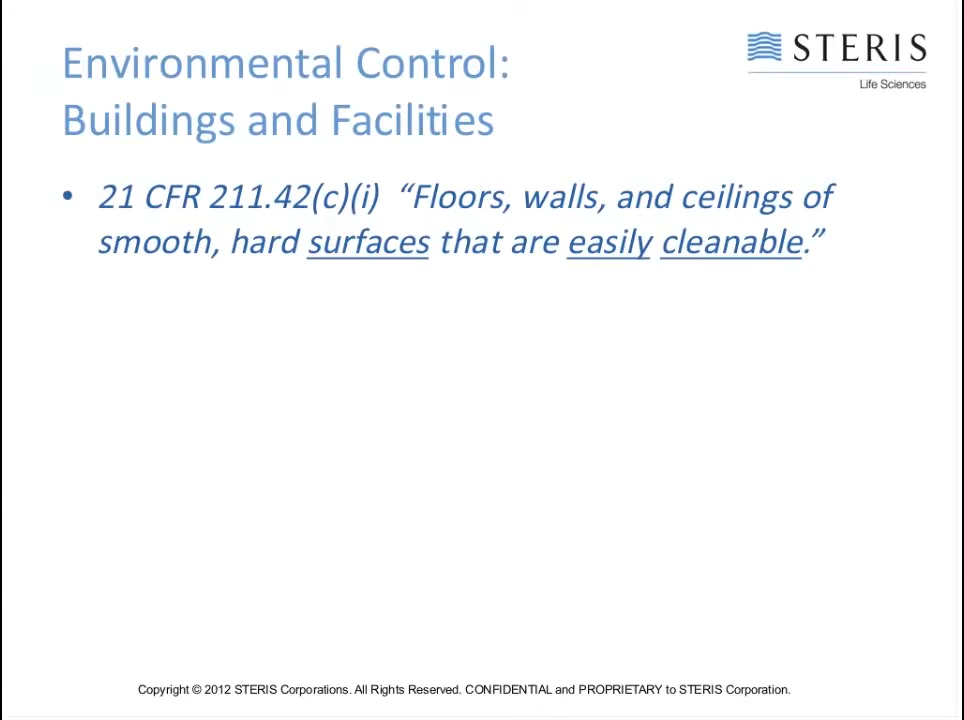 Environmental Control:
Buildings and Facilities
STERIS
Life Sciences
• 21 CFR 211.42(c)(i) “Floors, walls, and ceilings of
smooth, hard surfaces that are easily cleanable.”
Copyright © 2012 STERIS Corporations. All Rights Reserved. CONFIDENTIAL and PROPRIETARY to STERIS Corporation.